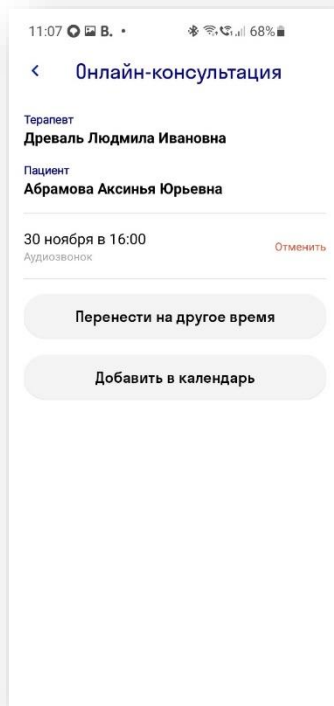 11:07 B. • 68%
< Онлайн-консультация
Терапевт
Древаль Людмила Ивановна
Пациент
Абрамова Аксинья Юрьевна
30 ноября в 16:00
Отменить
Аудиозвонок
Перенести на другое время
Добавить в календарь